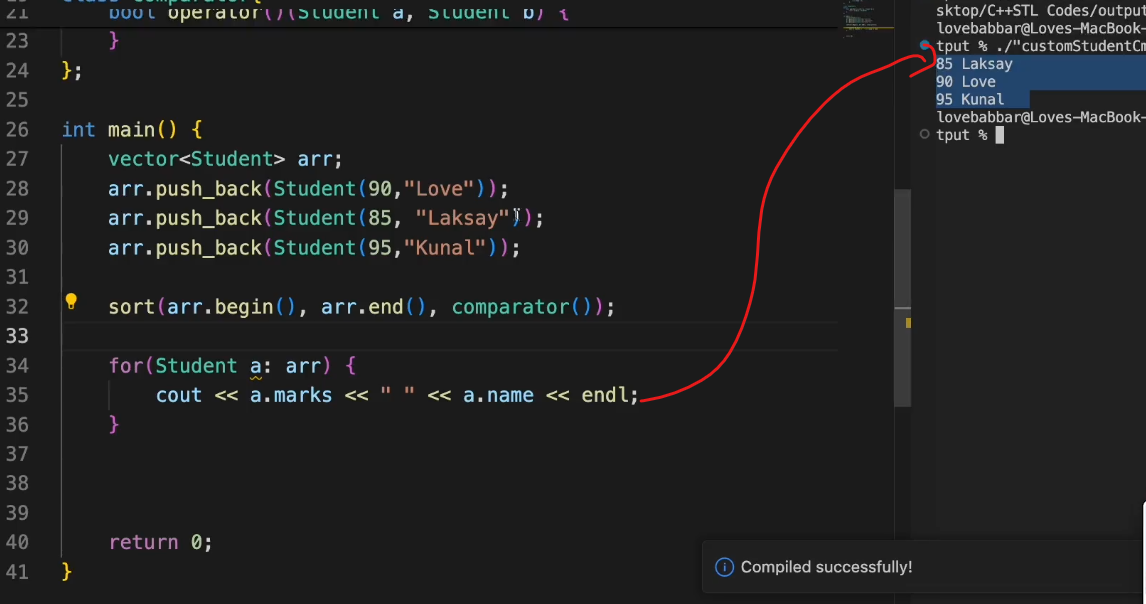 21 bool operator()(Student a, Student b) {
23 }
24 };
25
26 int main() {
27 vector<Student> arr;
28 arr.push_back(Student(90,"Love"));
29 arr.push_back(Student(85, "Laksay"));
30 arr.push_back(Student(95,"Kunal"));
31
32 sort(arr.begin(), arr.end(), comparator());
33
34 for(Student a: arr) {
35 cout << a.marks << " " << a.name << endl;
36 }
37
38
39
40 return 0;
41 }
sktop/C++STL Codes/output
lovebabbar@Loves-MacBook-
tput % ./"customStudentCm
85 Laksay
90 Love
95 Kunal
lovebabbar@Loves-MacBook-
tput %
Compiled successfully!